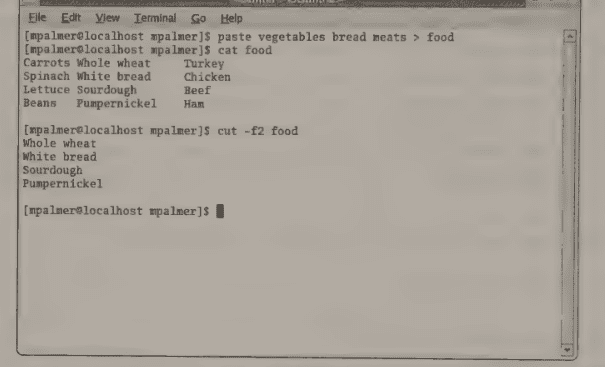 File Edit View Terminal Go Help
[mpalmer@localhost mpalmer]$ paste vegetables bread meats > food
[mpalmer@localhost mpalmer]$ cat food
Carrots Whole wheat Turkey
Spinach White bread Chicken
Lettuce Sourdough Beef
Beans Pumpernickel Ham
[mpalmer@localhost mpalmer]$ cut -f2 food
Whole wheat
White bread
Sourdough
Pumpernickel
[mpalmer@localhost mpalmer]$